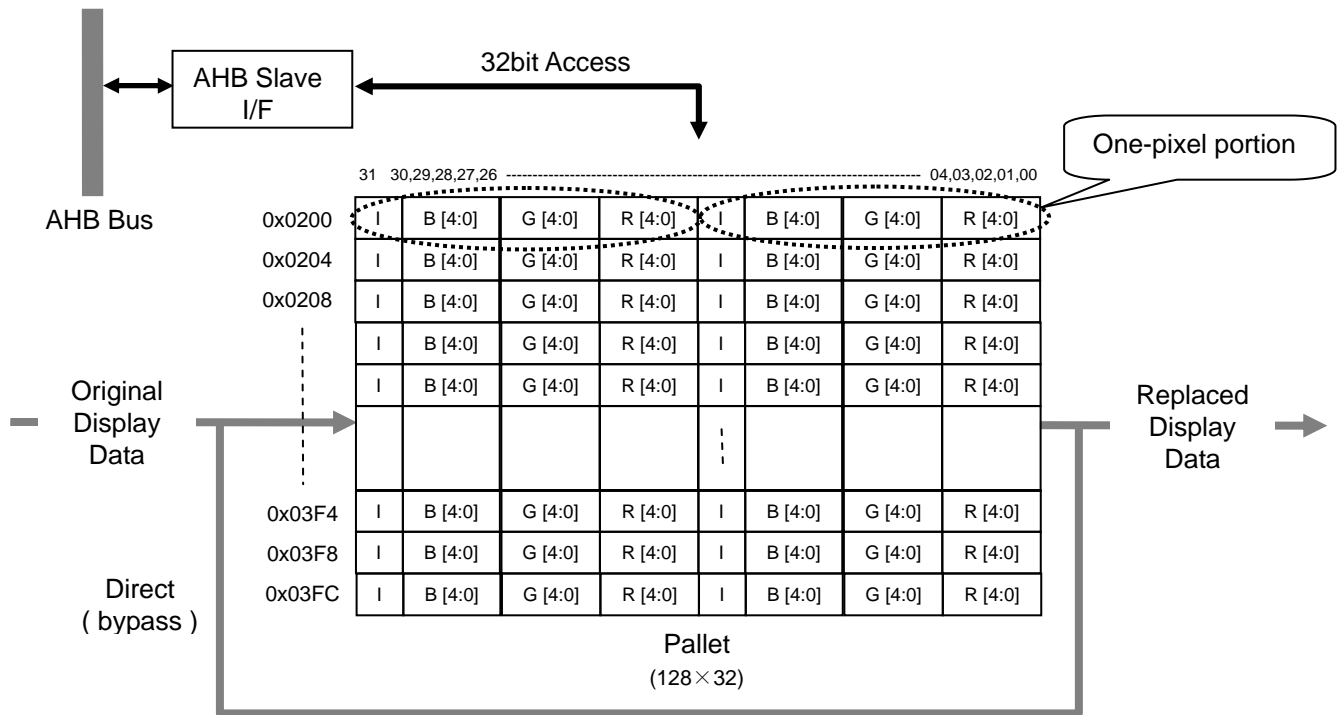 AHB Slave
I/F
32bit Access
One-pixel portion
AHB Bus
31 30,29,28,27,26 04,03,02,01,00
0x0200 I B [4:0] G [4:0] R [4:0] I B [4:0] G [4:0] R [4:0]
0x0204 I B [4:0] G [4:0] R [4:0] I B [4:0] G [4:0] R [4:0]
0x0208 I B [4:0] G [4:0] R [4:0] I B [4:0] G [4:0] R [4:0]
I B [4:0] G [4:0] R [4:0] I B [4:0] G [4:0] R [4:0]
I B [4:0] G [4:0] R [4:0] I B [4:0] G [4:0] R [4:0]
Original
Display
Data
Replaced
Display
Data
0x03F4 I B [4:0] G [4:0] R [4:0] I B [4:0] G [4:0] R [4:0]
0x03F8 I B [4:0] G [4:0] R [4:0] I B [4:0] G [4:0] R [4:0]
0x03FC I B [4:0] G [4:0] R [4:0] I B [4:0] G [4:0] R [4:0]
Direct
( bypass )
Pallet
(128×32)